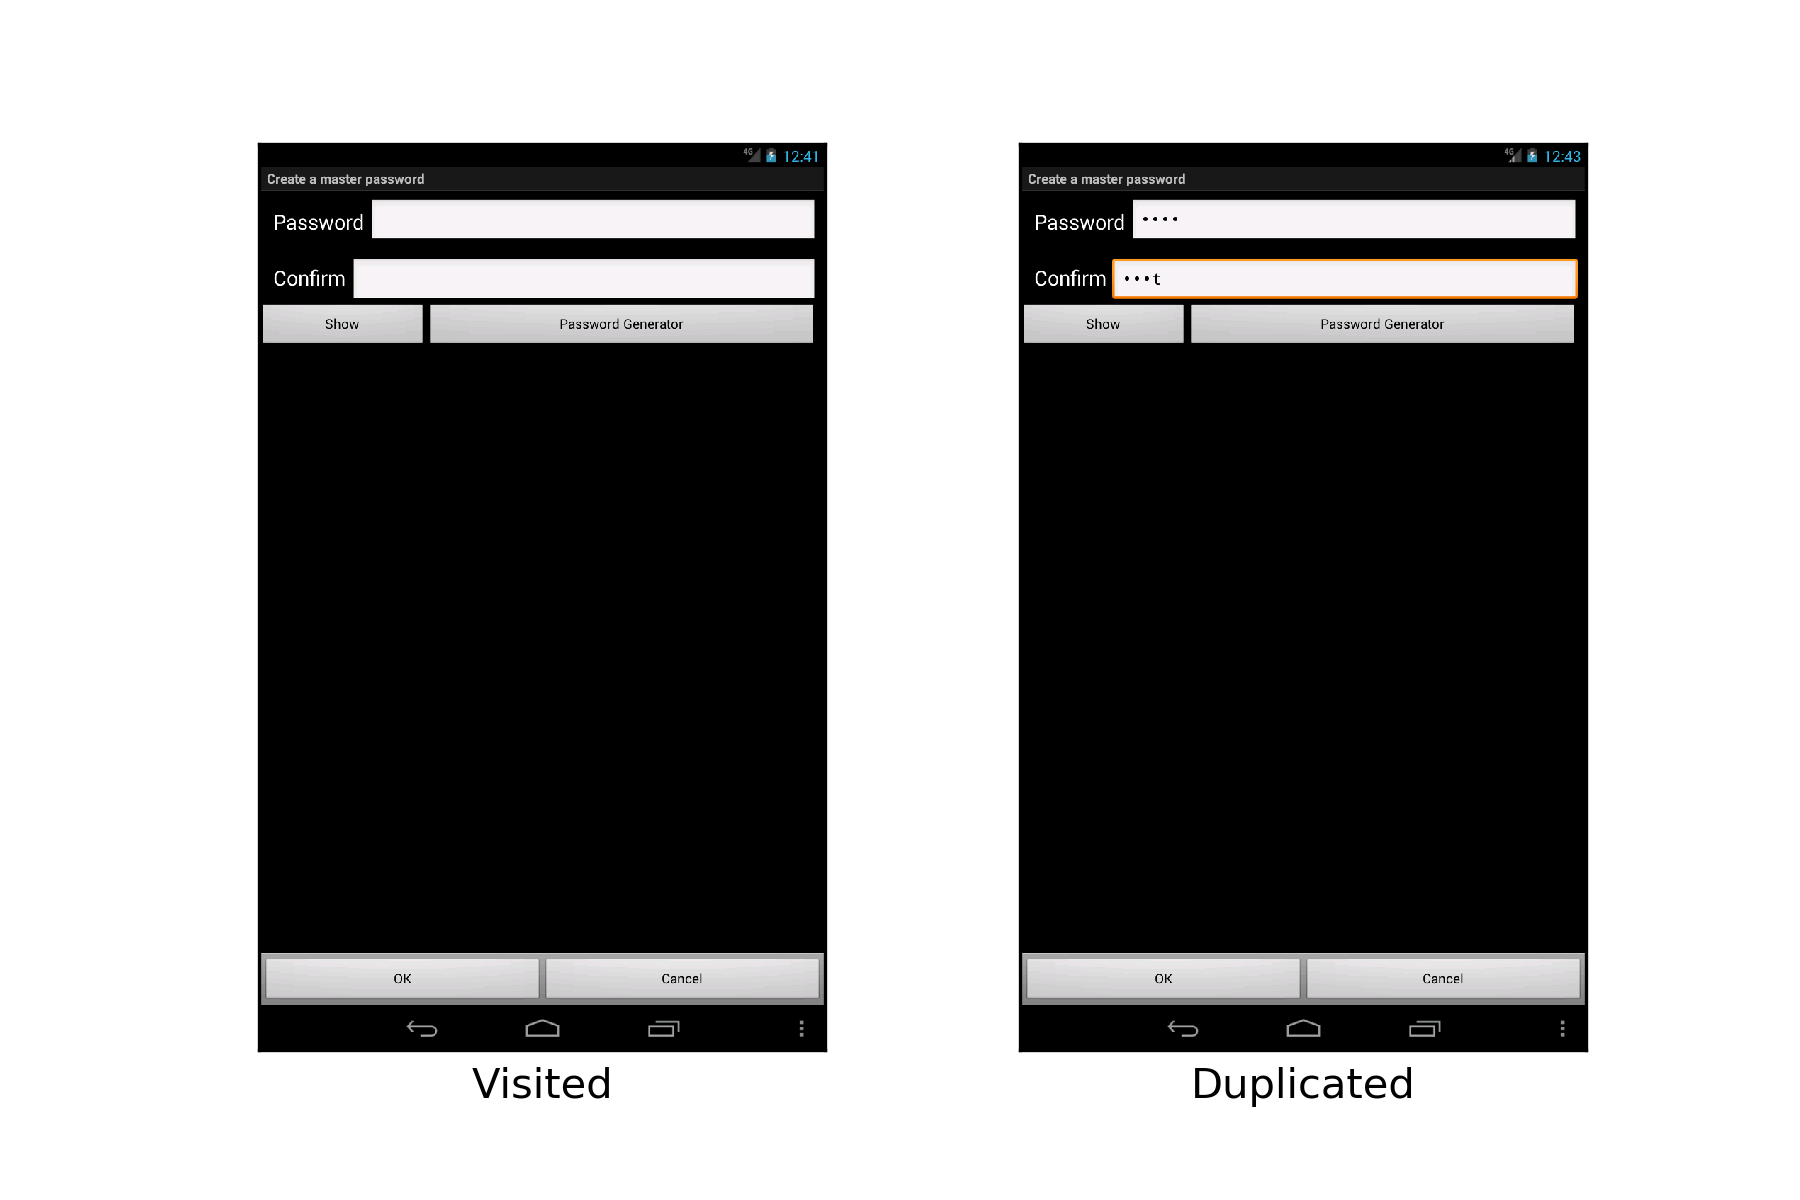 4G 12:41
Create a master password
Password
Confirm
Show Password Generator
OK Cancel
Visited
4G 12:43
Create a master password
Password ••••
Confirm •••t
Show Password Generator
OK Cancel
Duplicated